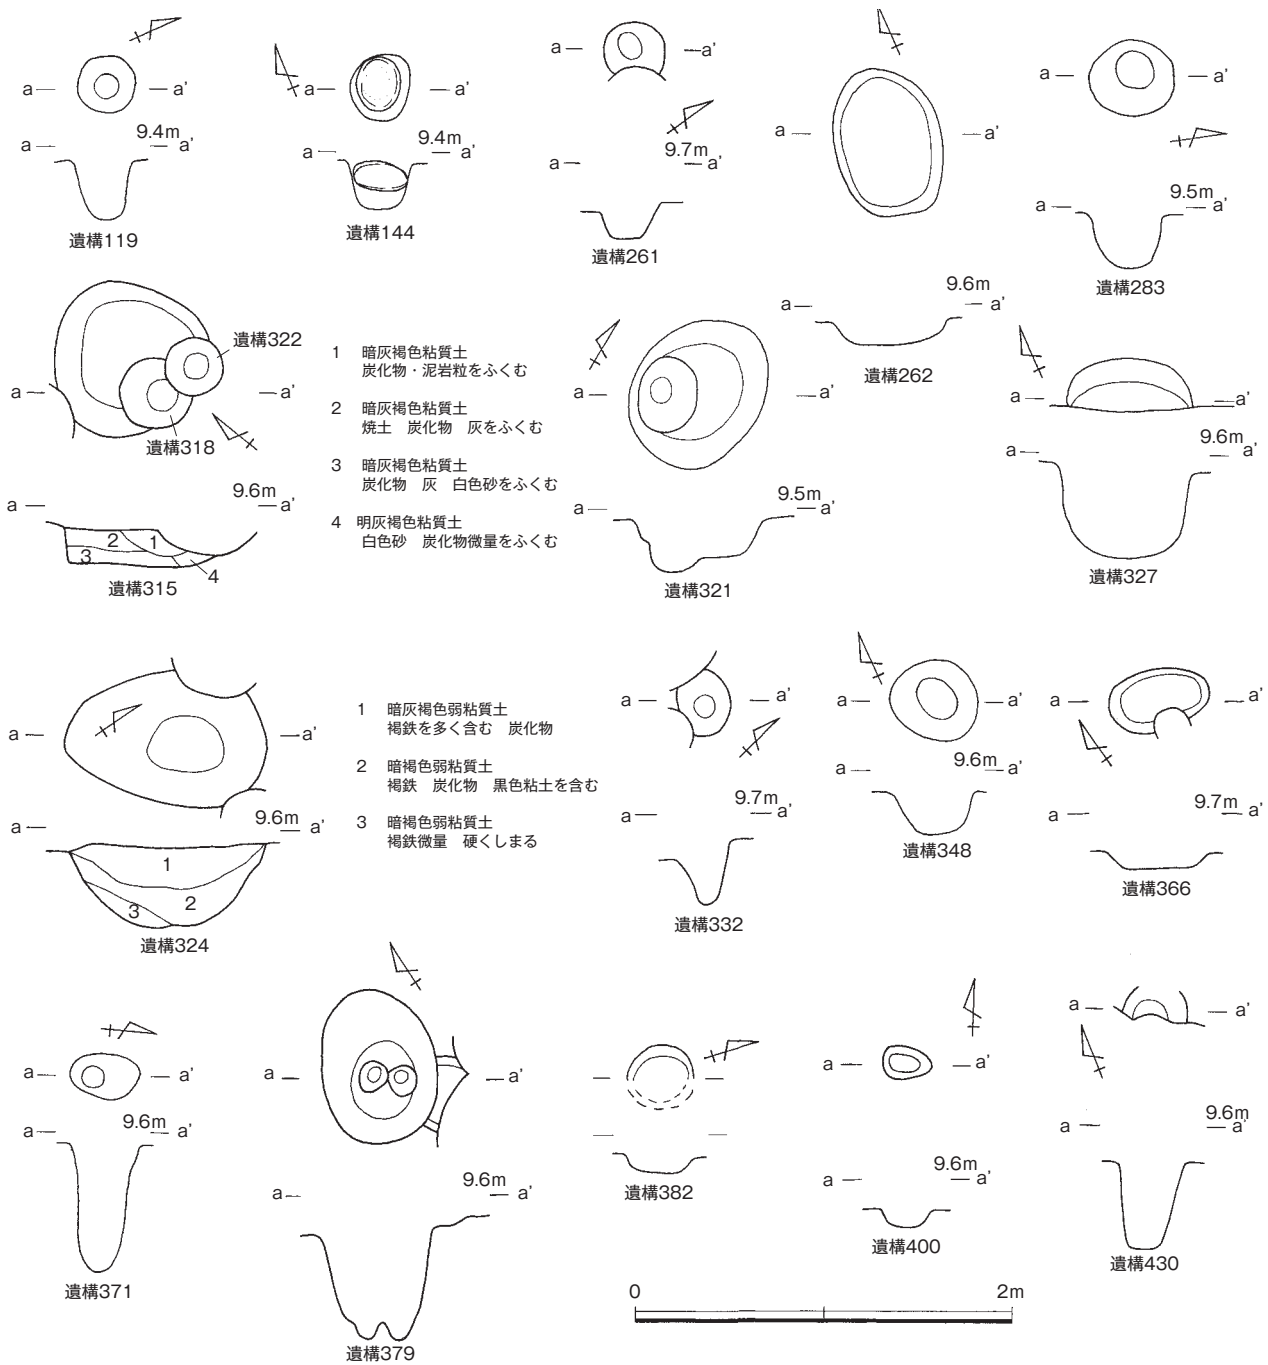 a a'
a 9.4m a'
遺構119
a a'
a 9.4m a'
遺構144
a a'
a 9.7m a'
遺構261
a a'
a 9.6m a'
遺構262
a a'
a 9.5m a'
遺構283
遺構322
a a'
遺構318
a 9.6m a'
2 1
3
4
遺構315
1 暗灰褐色粘質土
炭化物・泥岩粒をふくむ
2 暗灰褐色粘質土
焼土 炭化物 灰をふくむ
3 暗灰褐色粘質土
炭化物 灰 白色砂をふくむ
4 明灰褐色粘質土
白色砂 炭化物微量をふくむ
a a'
a 9.5m a'
遺構321
a a'
a 9.6m a'
遺構327
a a'
a 9.6m a'
1
2
3
遺構324
1 暗灰褐色弱粘質土
褐鉄を多く含む 炭化物
2 暗褐色弱粘質土
褐鉄 炭化物 黒色粘土を含む
3 暗褐色弱粘質土
褐鉄微量 硬くしまる
a a'
a 9.7m a'
遺構332
a a'
a 9.6m a'
遺構348
a a'
a 9.7m a'
遺構366
a a'
a 9.6m a'
遺構371
a a'
a 9.6m a'
遺構379
遺構382
a a'
a 9.6m a'
遺構400
a a'
a 9.6m a'
遺構430
0 2m